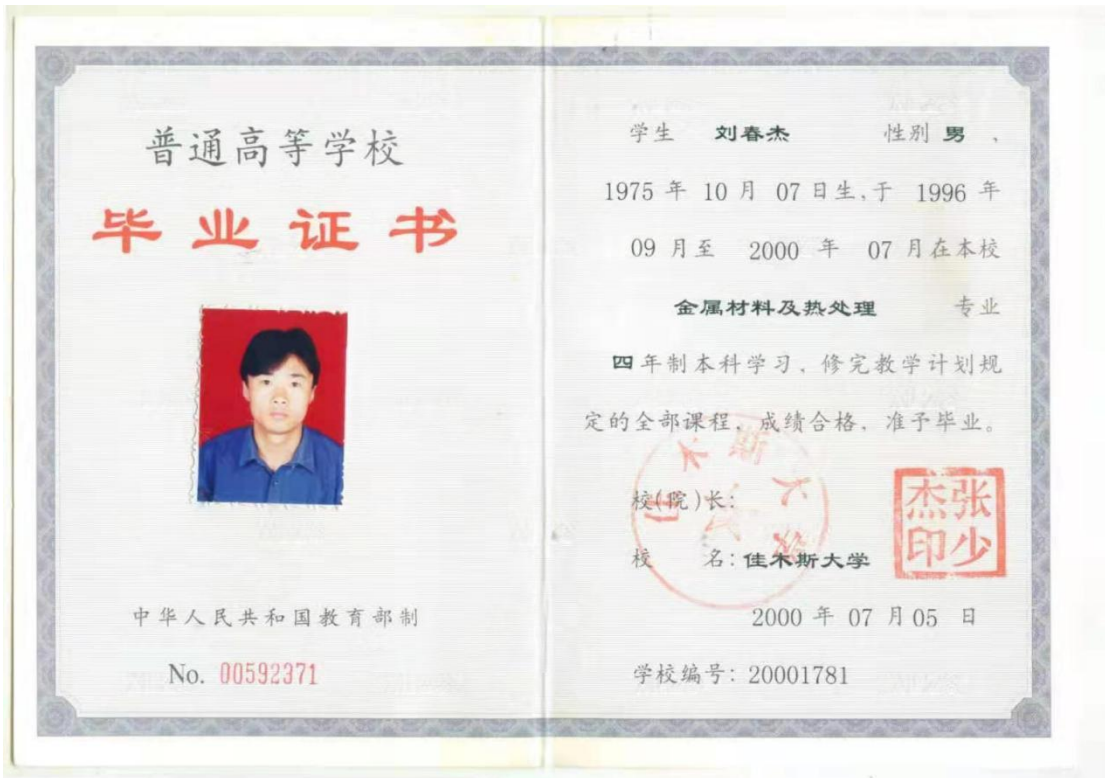 普通高等学校
毕业证书
中华人民共和国教育部制
No. 00592371
学生 刘春杰 性别 男 、
1975 年 10 月 07 日生,于 1996 年
09 月至 2000 年 07 月在本校
金属材料及热处理 专业
四年制本科学习、修完教学计划规
定的全部课程、成绩合格、准予毕业。
校(院)长:
张少杰印
校 名:佳木斯大学
佳木斯大学
2000 年 07 月 05 日
学校编号:20001781